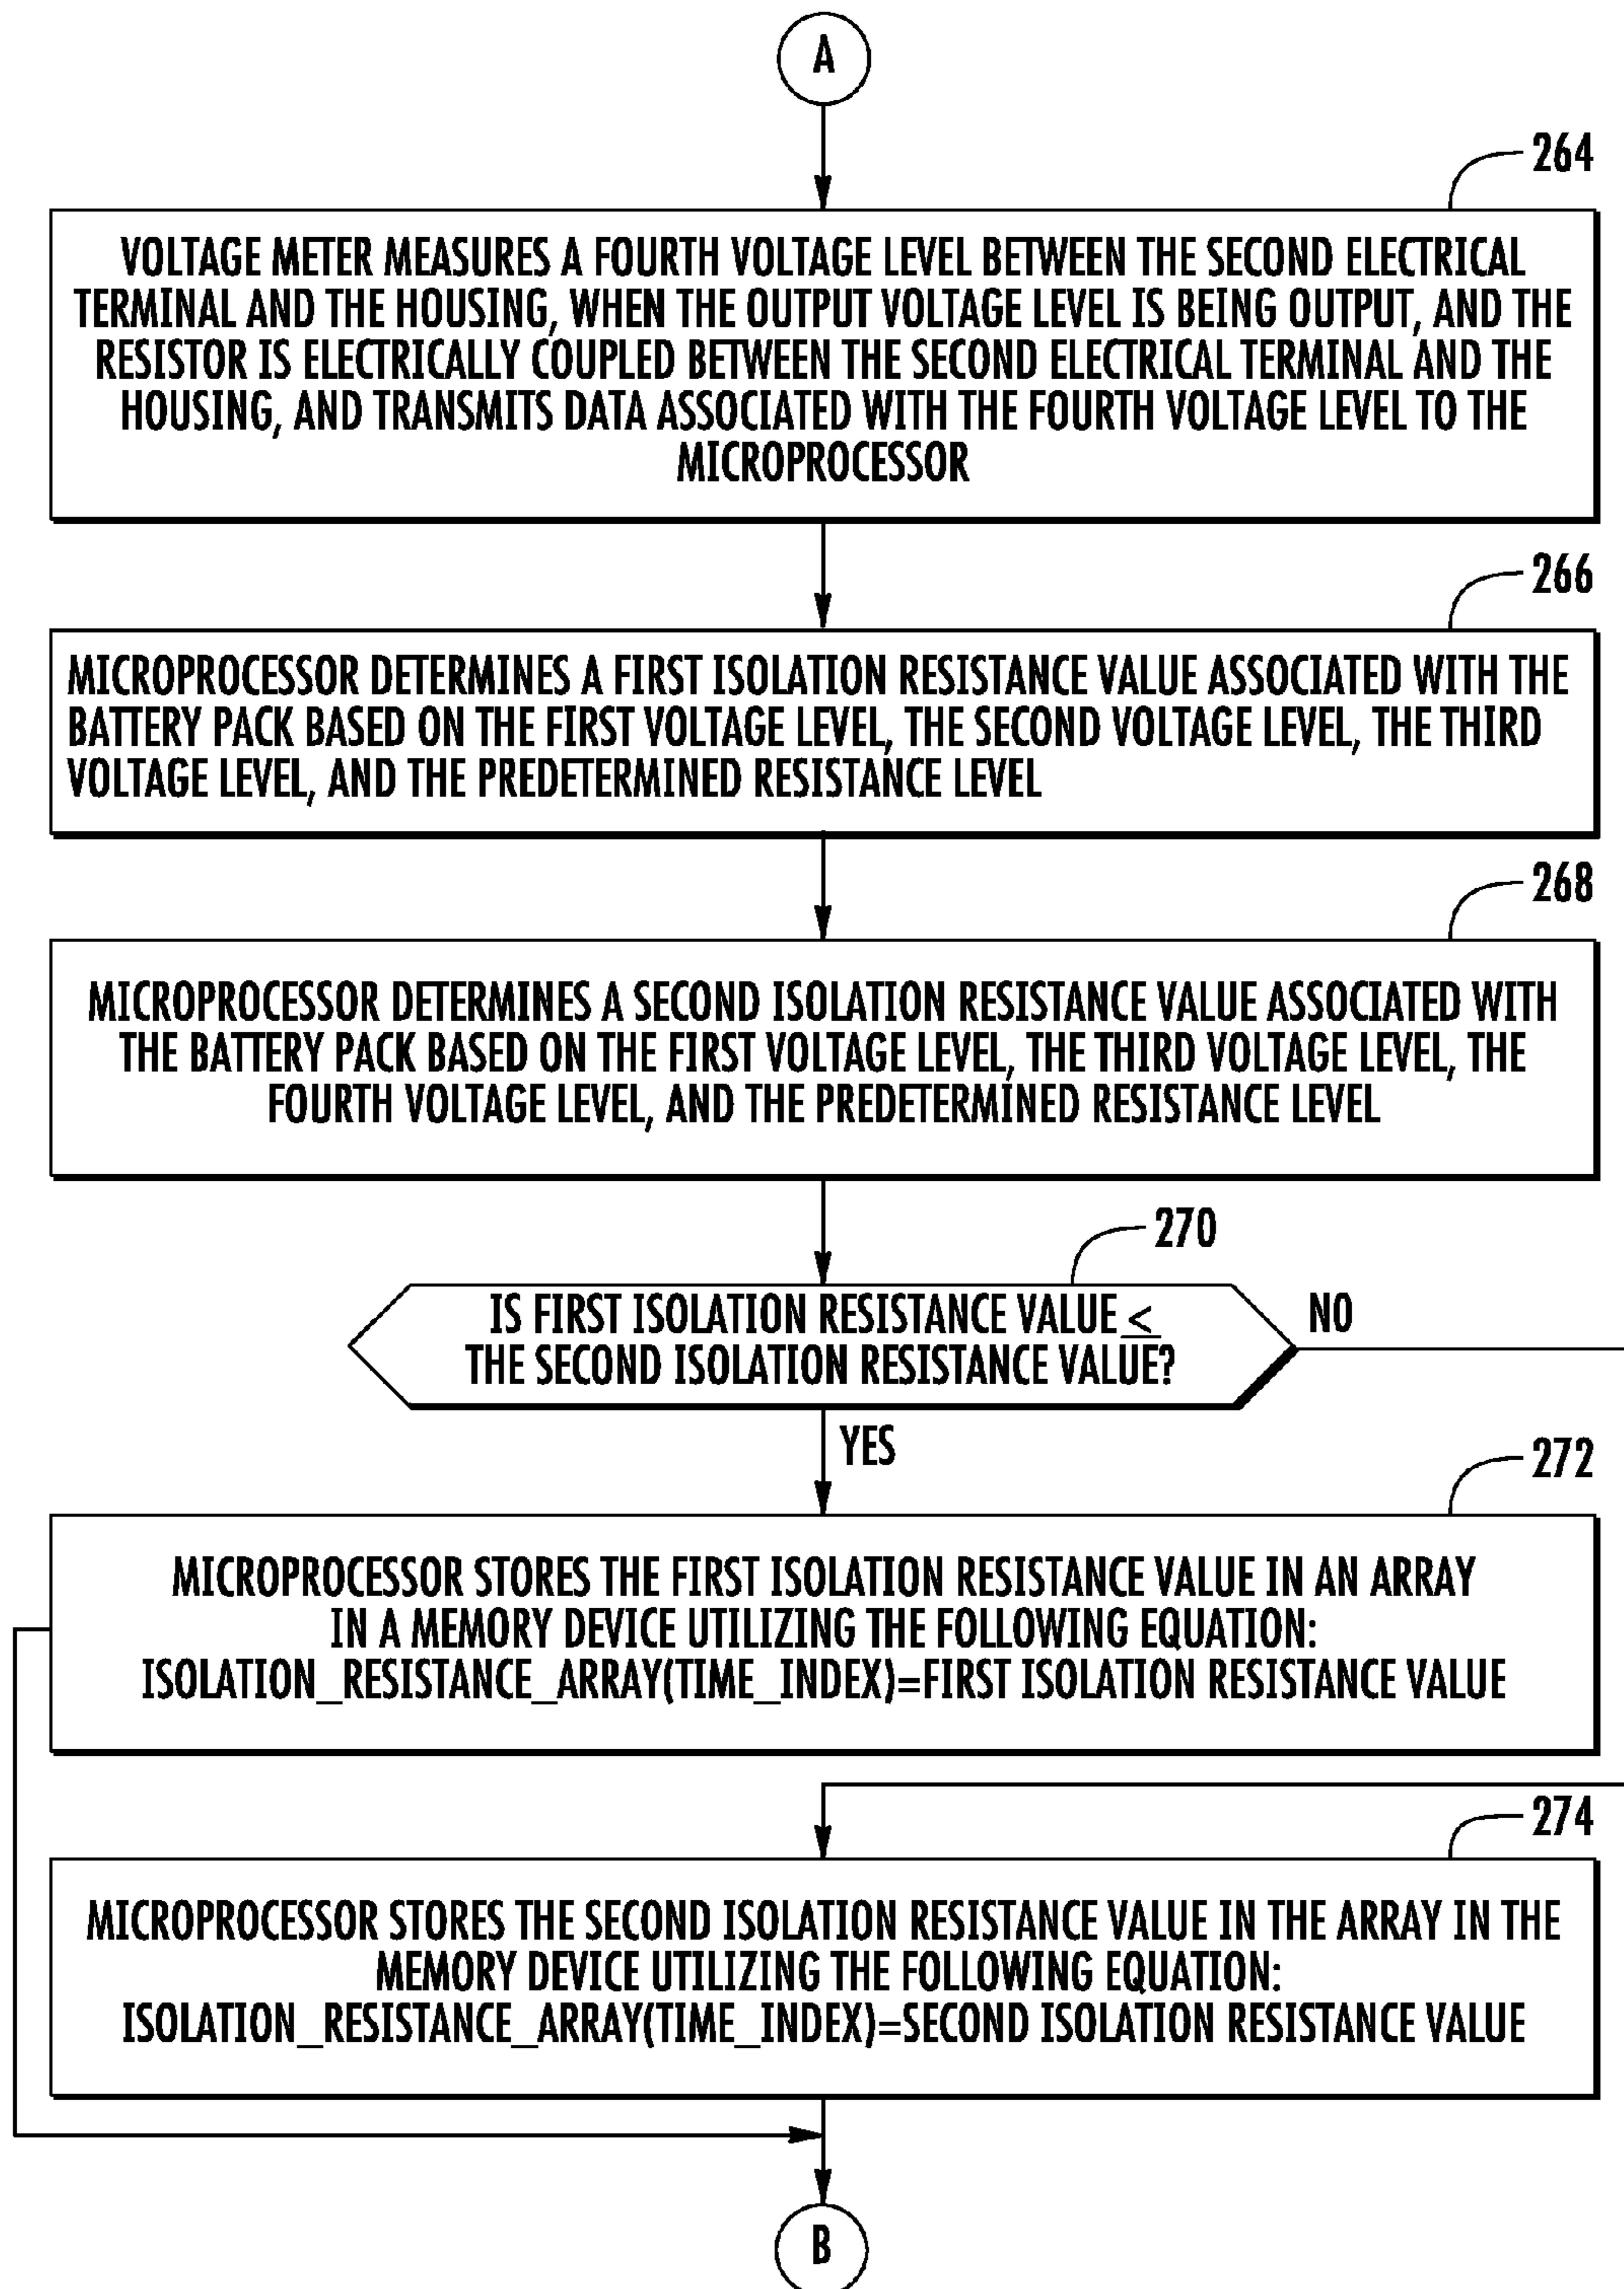 A
264
VOLTAGE METER MEASURES A FOURTH VOLTAGE LEVEL BETWEEN THE SECOND ELECTRICAL
TERMINAL AND THE HOUSING, WHEN THE OUTPUT VOLTAGE LEVEL IS BEING OUTPUT, AND THE
RESISTOR IS ELECTRICALLY COUPLED BETWEEN THE SECOND ELECTRICAL TERMINAL AND THE
HOUSING, AND TRANSMITS DATA ASSOCIATED WITH THE FOURTH VOLTAGE LEVEL TO THE
MICROPROCESSOR
266
MICROPROCESSOR DETERMINES A FIRST ISOLATION RESISTANCE VALUE ASSOCIATED WITH THE
BATTERY PACK BASED ON THE FIRST VOLTAGE LEVEL, THE SECOND VOLTAGE LEVEL, THE THIRD
VOLTAGE LEVEL, AND THE PREDETERMINED RESISTANCE LEVEL
268
MICROPROCESSOR DETERMINES A SECOND ISOLATION RESISTANCE VALUE ASSOCIATED WITH
THE BATTERY PACK BASED ON THE FIRST VOLTAGE LEVEL, THE THIRD VOLTAGE LEVEL, THE
FOURTH VOLTAGE LEVEL, AND THE PREDETERMINED RESISTANCE LEVEL
270
IS FIRST ISOLATION RESISTANCE VALUE ≤
THE SECOND ISOLATION RESISTANCE VALUE?
NO
YES
272
MICROPROCESSOR STORES THE FIRST ISOLATION RESISTANCE VALUE IN AN ARRAY
IN A MEMORY DEVICE UTILIZING THE FOLLOWING EQUATION:
ISOLATION_RESISTANCE_ARRAY(TIME_INDEX)=FIRST ISOLATION RESISTANCE VALUE
274
MICROPROCESSOR STORES THE SECOND ISOLATION RESISTANCE VALUE IN THE ARRAY IN THE
MEMORY DEVICE UTILIZING THE FOLLOWING EQUATION:
ISOLATION_RESISTANCE_ARRAY(TIME_INDEX)=SECOND ISOLATION RESISTANCE VALUE
B